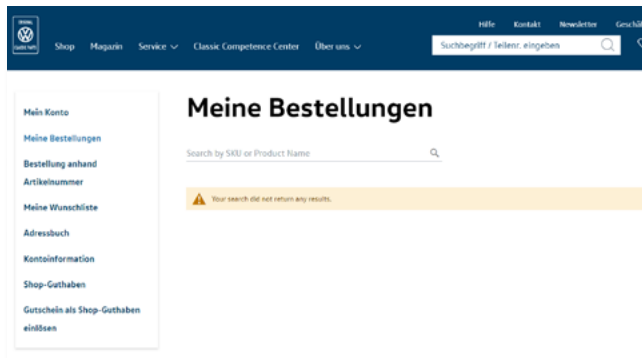 Hilfe Kontakt Newsletter
Shop Magazin Service Classic Competence Center Über uns
Suchbegriff / Teilenr. eingeben
Meine Bestellungen
Search by SKU or Product Name
Your search did not return any results.
Mein Konto
Meine Bestellungen
Bestellung anhand
Artikelnummer
Meine Wunschliste
Adressbuch
Kontoinformation
Shop-Guthaben
Gutschein als Shop-Guthaben
einlösen